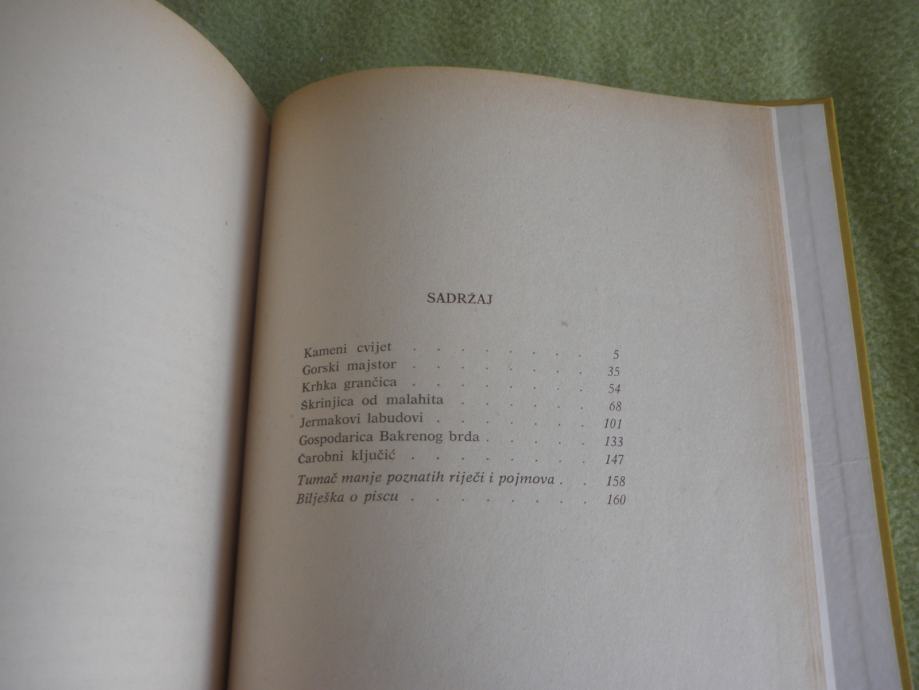 SADRŽAJ
Kameni cvijet . . . . . . . . 5
Gorski majstor . . . . . . . . 35
Krhka grančica . . . . . . . . 54
Škrinjica od malahita . . . . . . 68
Jermakovi labudovi . . . . . . . 101
Gospodarica Bakrenog brda . . . . . 133
Čarobni ključić . . . . . . . . 147
Tumač manje poznatih riječi i pojmova . . 158
Bilješka o piscu . . . . . . . . 160